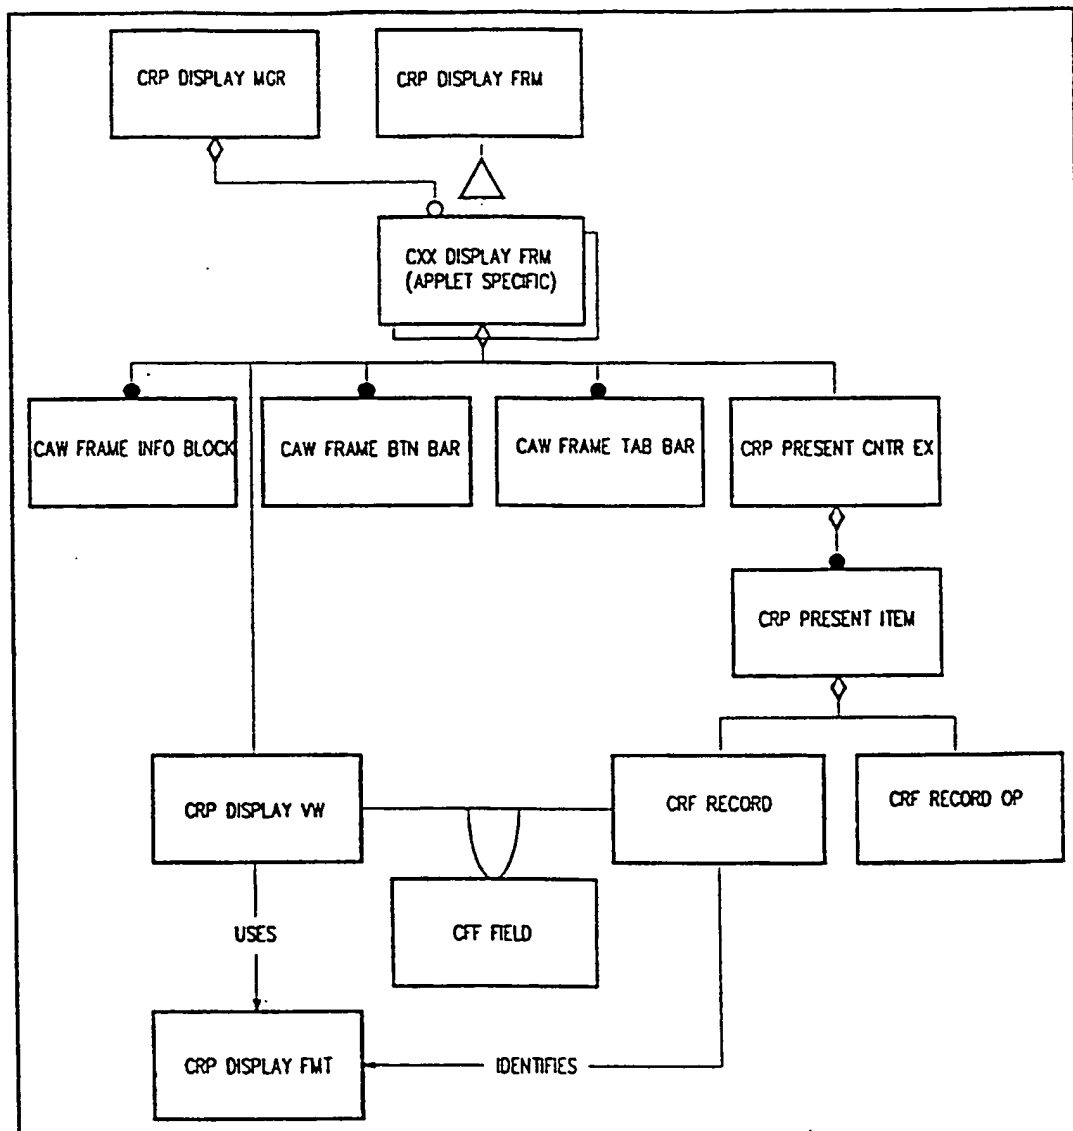 CRP DISPLAY MGR
CRP DISPLAY FRM
CXX DISPLAY FRM
(APPLET SPECIFIC)
CAW FRAME INFO BLOCK
CAW FRAME BTN BAR
CAW FRAME TAB BAR
CRP PRESENT CNTR EX
CRP PRESENT ITEM
CRP DISPLAY VW
CRF RECORD
CRF RECORD OP
CFF FIELD
USES
CRP DISPLAY FMT
IDENTIFIES